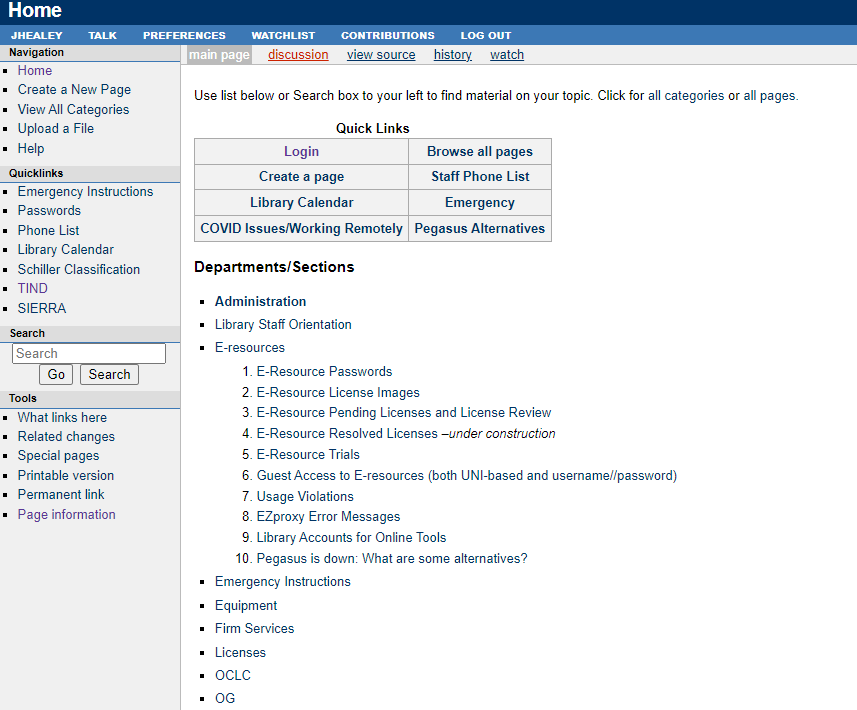 Home
JHEALEY TALK PREFERENCES WATCHLIST CONTRIBUTIONS LOG OUT
Navigation
Home
Create a New Page
View All Categories
Upload a File
Help
Quicklinks
Emergency Instructions
Passwords
Phone List
Library Calendar
Schiller Classification
TIND
SIERRA
Search
Search
Go Search
Tools
What links here
Related changes
Special pages
Printable version
Permanent link
Page information
main page discussion view source history watch
Use list below or Search box to your left to find material on your topic. Click for all categories or all pages.
Quick Links
Login Browse all pages
Create a page Staff Phone List
Library Calendar Emergency
COVID Issues/Working Remotely Pegasus Alternatives
Departments/Sections
Administration
Library Staff Orientation
E-resources
1. E-Resource Passwords
2. E-Resource License Images
3. E-Resource Pending Licenses and License Review
4. E-Resource Resolved Licenses –under construction
5. E-Resource Trials
6. Guest Access to E-resources (both UNI-based and username//password)
7. Usage Violations
8. EZproxy Error Messages
9. Library Accounts for Online Tools
10. Pegasus is down: What are some alternatives?
Emergency Instructions
Equipment
Firm Services
Licenses
OCLC
OG